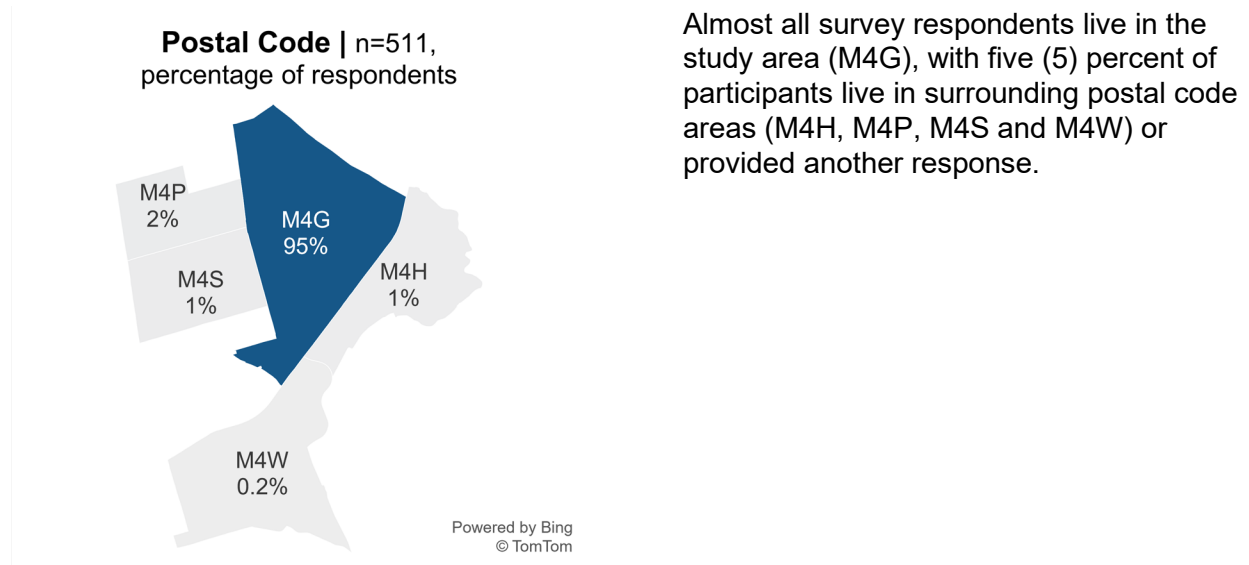 Postal Code | n=511,
percentage of respondents
M4P
2%
M4G
95%
M4S
1%
M4H
1%
M4W
0.2%
Powered by Bing
© TomTom
Almost all survey respondents live in the
study area (M4G), with five (5) percent of
participants live in surrounding postal code
areas (M4H, M4P, M4S and M4W) or
provided another response.